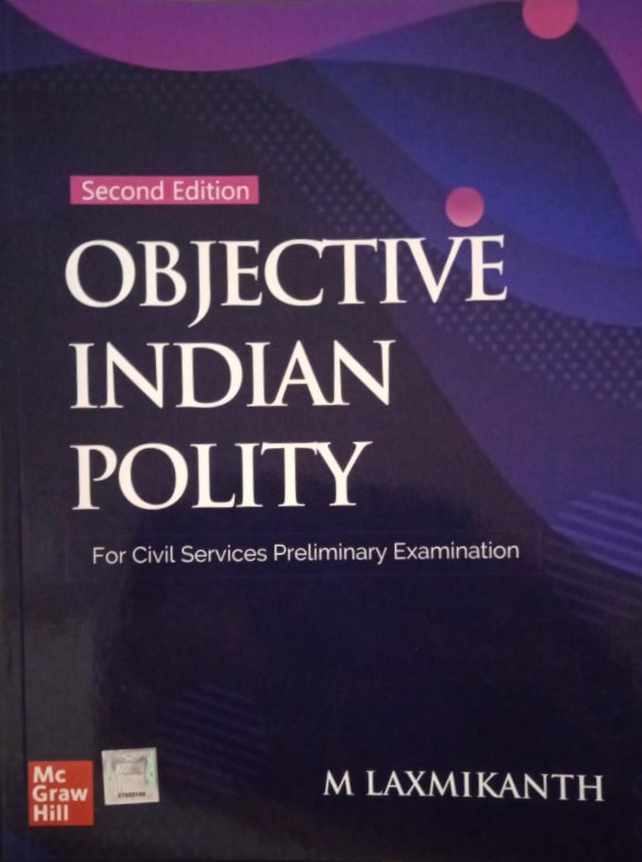 Second Edition
OBJECTIVE
INDIAN
POLITY
For Civil Services Preliminary Examination
Mc
Graw
Hill
M LAXMIKANTH